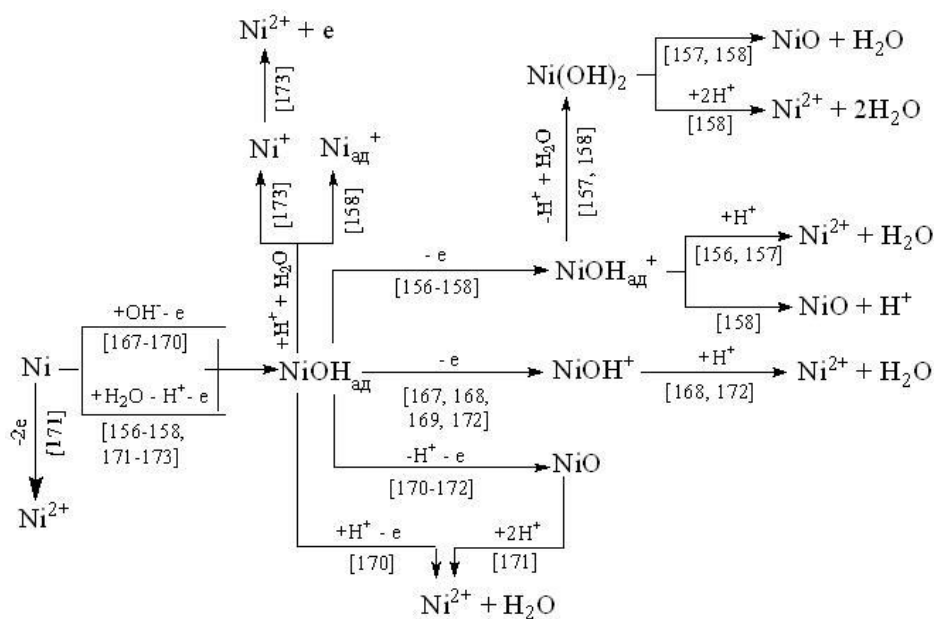 Ni²⁺ + e
[173]
Ni⁺
Niад⁺
[173]
[158]
+H⁺ + H₂O
Ni(OH)₂
[157, 158]
NiO + H₂O
+2H⁺
[158]
Ni²⁺ + 2H₂O
-H⁺ + H₂O
[157, 158]
- e
[156-158]
NiOHад⁺
+H⁺
[156, 157]
Ni²⁺ + H₂O
[158]
NiO + H⁺
Ni
+OH⁻- e
[167-170]
+H₂O - H⁺- e
[156-158,
171-173]
-2e
[171]
Ni²⁺
NiOHад
- e
[167, 168,
169, 172]
NiOH⁺
+H⁺
[168, 172]
Ni²⁺ + H₂O
-H⁺ - e
[170-172]
NiO
+H⁺ - e
[170]
+2H⁺
[171]
Ni²⁺ + H₂O